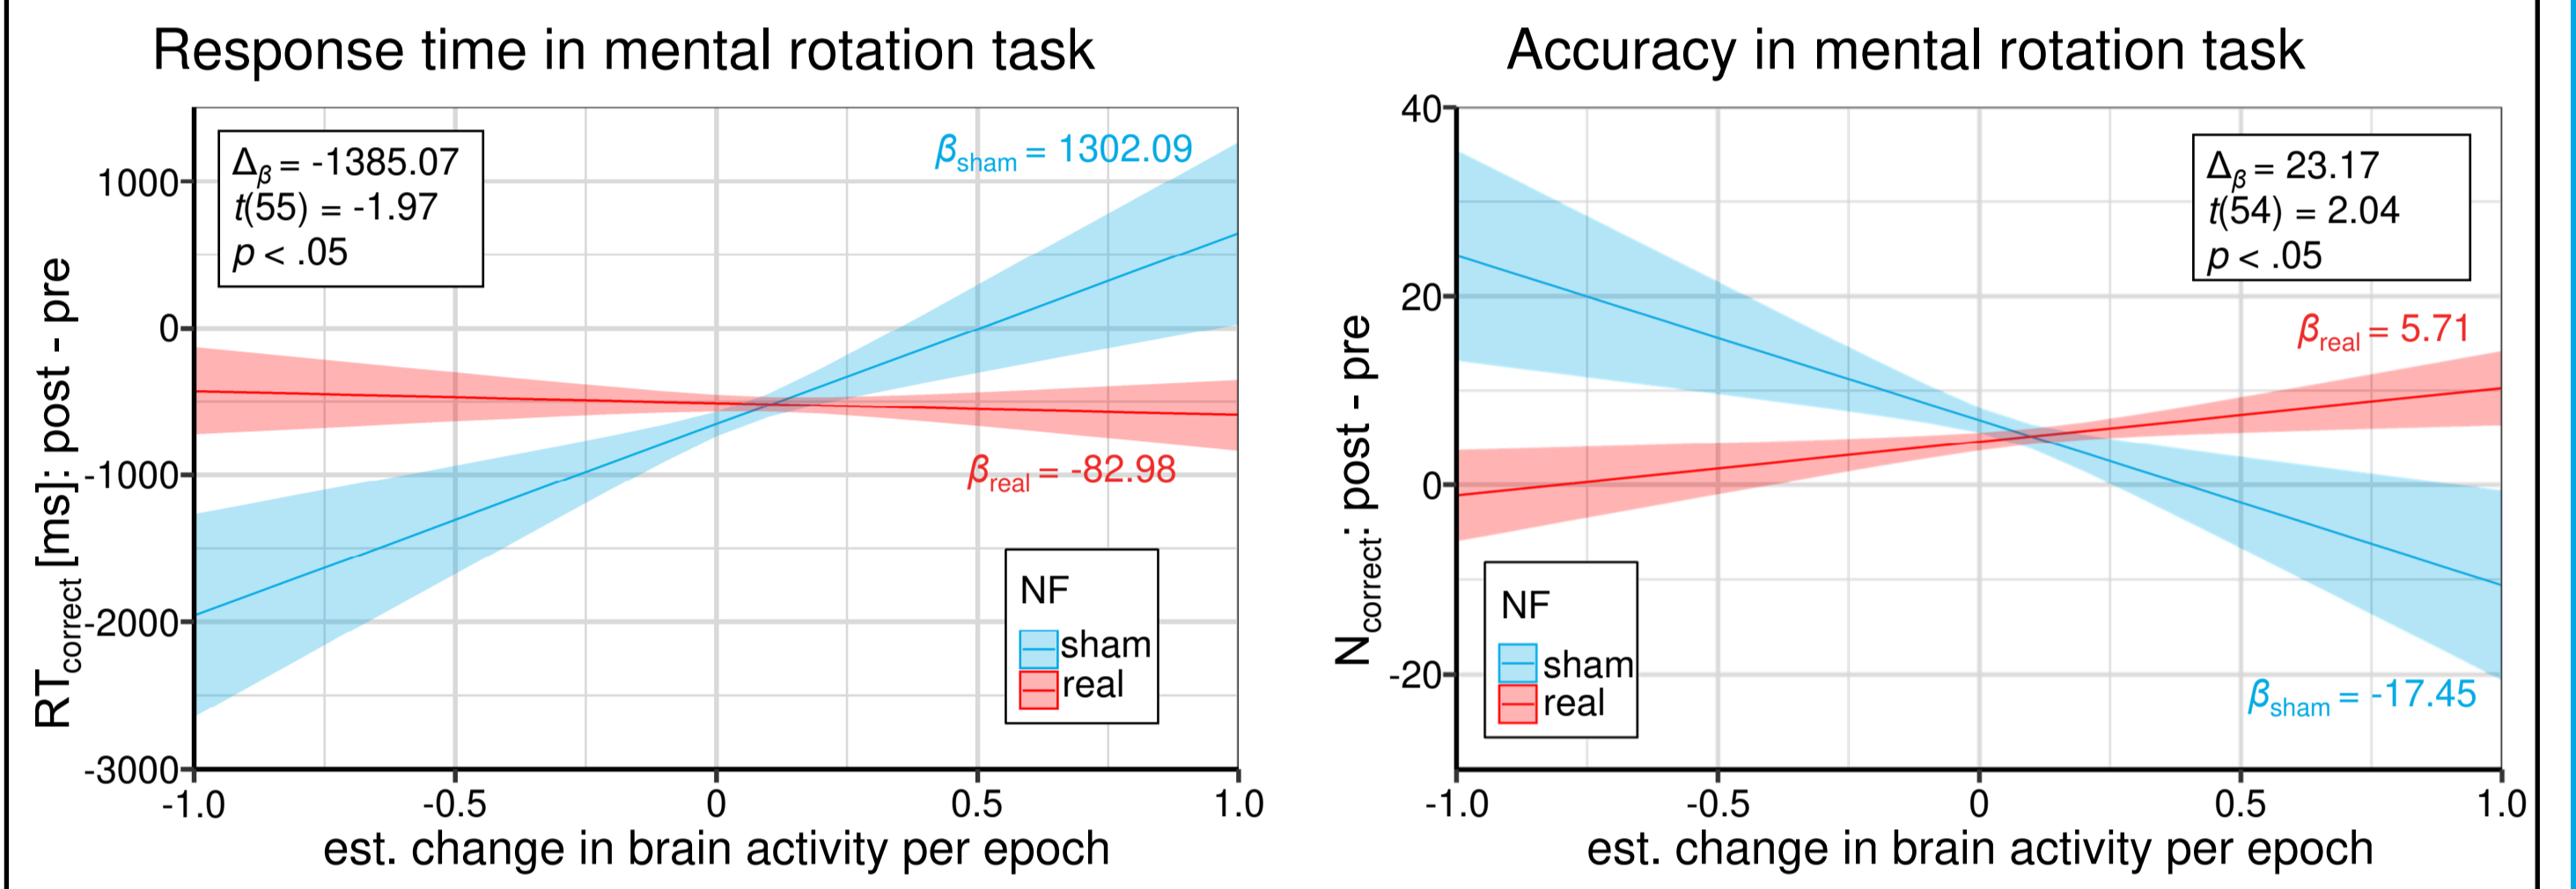 Response time in mental rotation task
Δβ = -1385.07
t(55) = -1.97
p < .05
βsham = 1302.09
βreal = -82.98
NF
sham
real
RTcorrect [ms]: post - pre
1000
0
-1000
-2000
-3000
-1.0 -0.5 0 0.5 1.0
est. change in brain activity per epoch
Accuracy in mental rotation task
Δβ = 23.17
t(54) = 2.04
p < .05
βreal = 5.71
βsham = -17.45
NF
sham
real
Ncorrect: post - pre
40
20
0
-20
-1.0 -0.5 0 0.5 1.0
est. change in brain activity per epoch